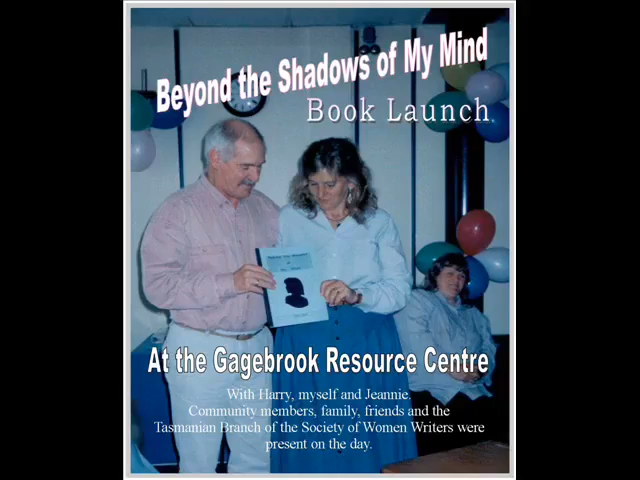 Beyond the Shadows of My Mind
Book Launch
At the Gagebrook Resource Centre
With Harry, myself and Jeannie.
Community members, family, friends and the
Tasmanian Branch of the Society of Women Writers were
present on the day.